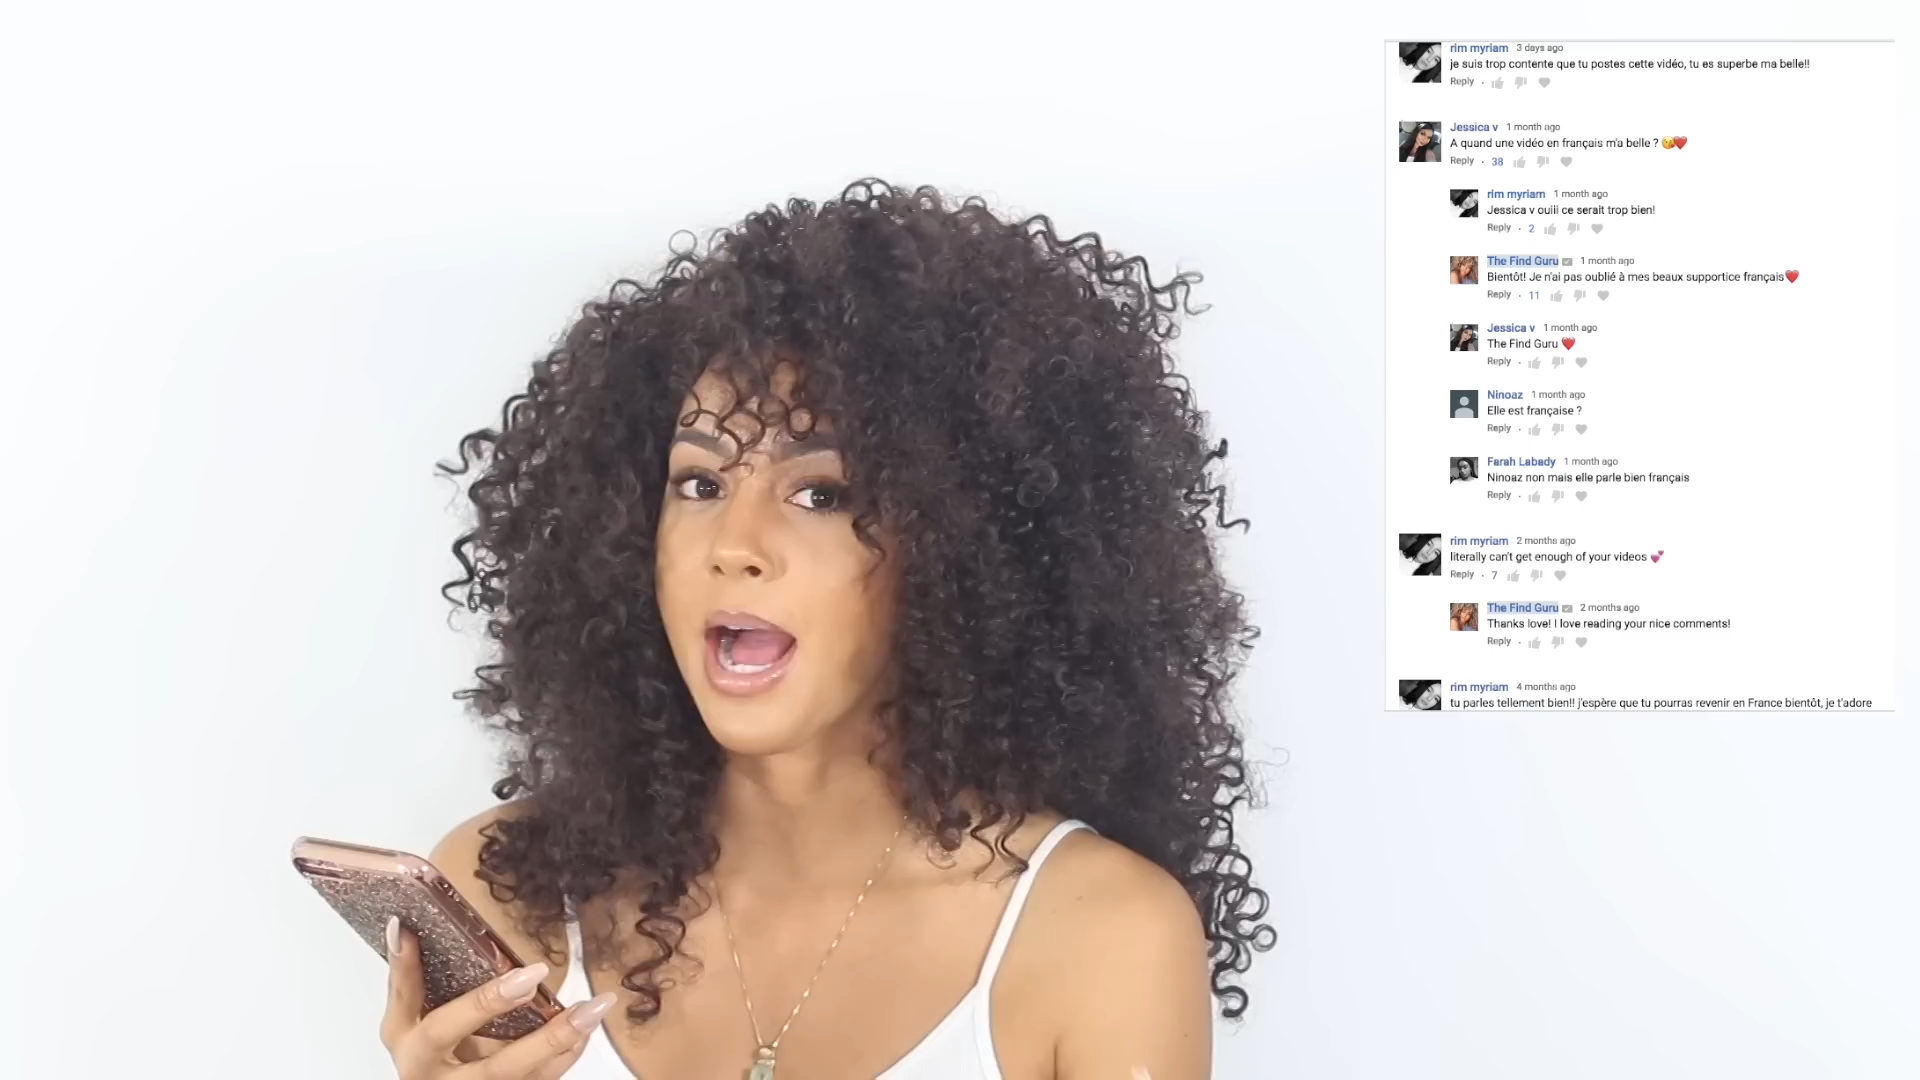 rim myriam 3 days ago
je suis trop contente que tu postes cette vidéo, tu es superbe ma belle!!
Reply
Jessica v 1 month ago
A quand une vidéo en français m'a belle ? 😘❤️
Reply · 38
rim myriam 1 month ago
Jessica v ouiii ce serait trop bien!
Reply · 2
The Find Guru 1 month ago
Bientôt! Je n'ai pas oublié à mes beaux supportice français❤️
Reply · 11
Jessica v 1 month ago
The Find Guru ❤️
Reply ·
Ninoaz 1 month ago
Elle est française ?
Reply ·
Farah Labady 1 month ago
Ninoaz non mais elle parle bien français
Reply ·
rim myriam 2 months ago
literally can't get enough of your videos 💕
Reply · 7
The Find Guru 2 months ago
Thanks love! I love reading your nice comments!
Reply ·
rim myriam 4 months ago
tu parles tellement bien!! j'espère que tu pourras revenir en France bientôt, je t'adore